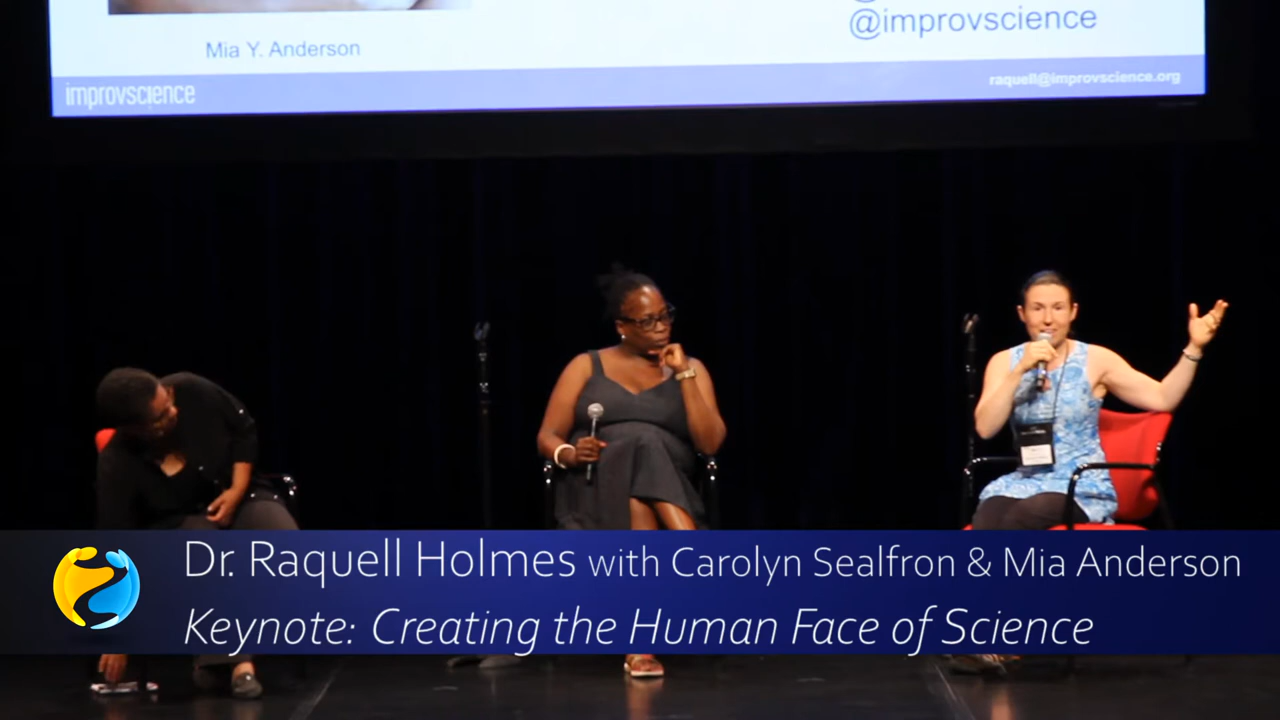 @improvscience
Mia Y. Anderson
improvscience
raquell@improvscience.org
Dr. Raquell Holmes with Carolyn Sealfron & Mia Anderson
Keynote: Creating the Human Face of Science